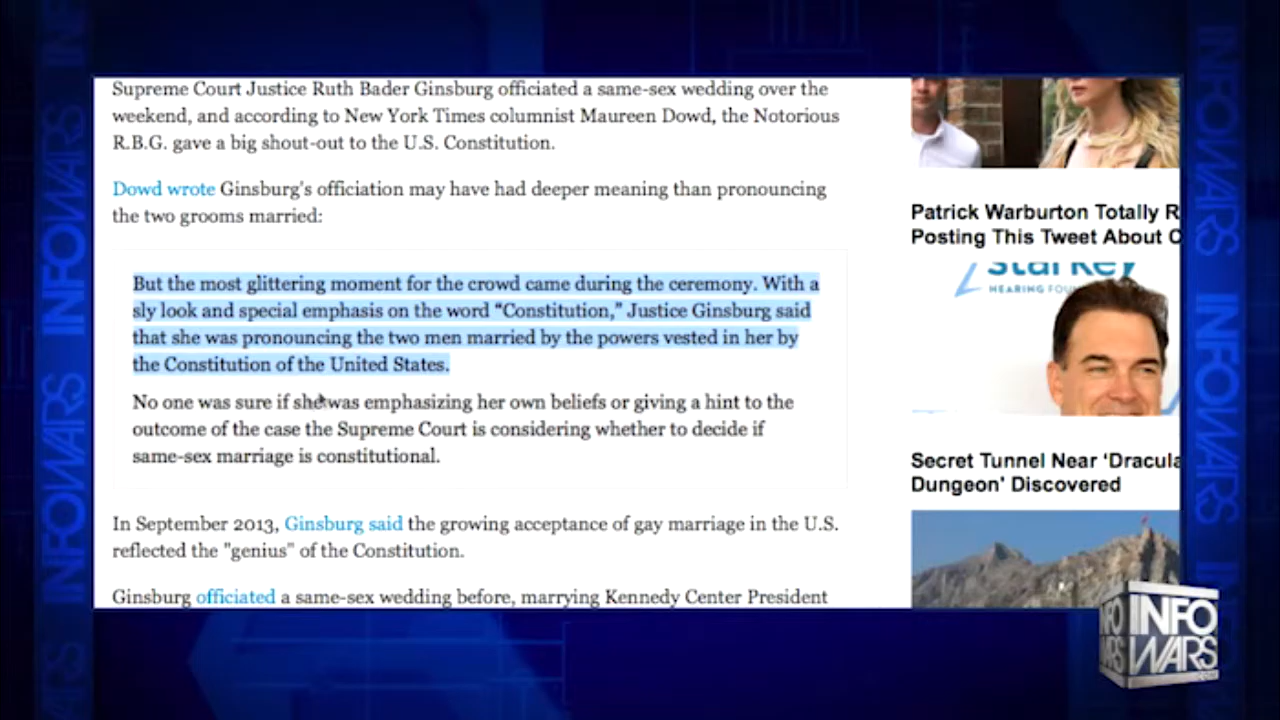 Supreme Court Justice Ruth Bader Ginsburg officiated a same-sex wedding over the
weekend, and according to New York Times columnist Maureen Dowd, the Notorious
R.B.G. gave a big shout-out to the U.S. Constitution.
Dowd wrote Ginsburg's officiation may have had deeper meaning than pronouncing
the two grooms married:
But the most glittering moment for the crowd came during the ceremony. With a
sly look and special emphasis on the word “Constitution,” Justice Ginsburg said
that she was pronouncing the two men married by the powers vested in her by
the Constitution of the United States.
No one was sure if she was emphasizing her own beliefs or giving a hint to the
outcome of the case the Supreme Court is considering whether to decide if
same-sex marriage is constitutional.
In September 2013, Ginsburg said the growing acceptance of gay marriage in the U.S.
reflected the "genius" of the Constitution.
Ginsburg officiated a same-sex wedding before, marrying Kennedy Center President
Patrick Warburton Totally R
Posting This Tweet About
Starkey
HEARING
Secret Tunnel Near ‘Dracula
Dungeon’ Discovered
INFOWARS
INFOWARS
INFOWARS
INFOWARS
INFO
WARS
.COM